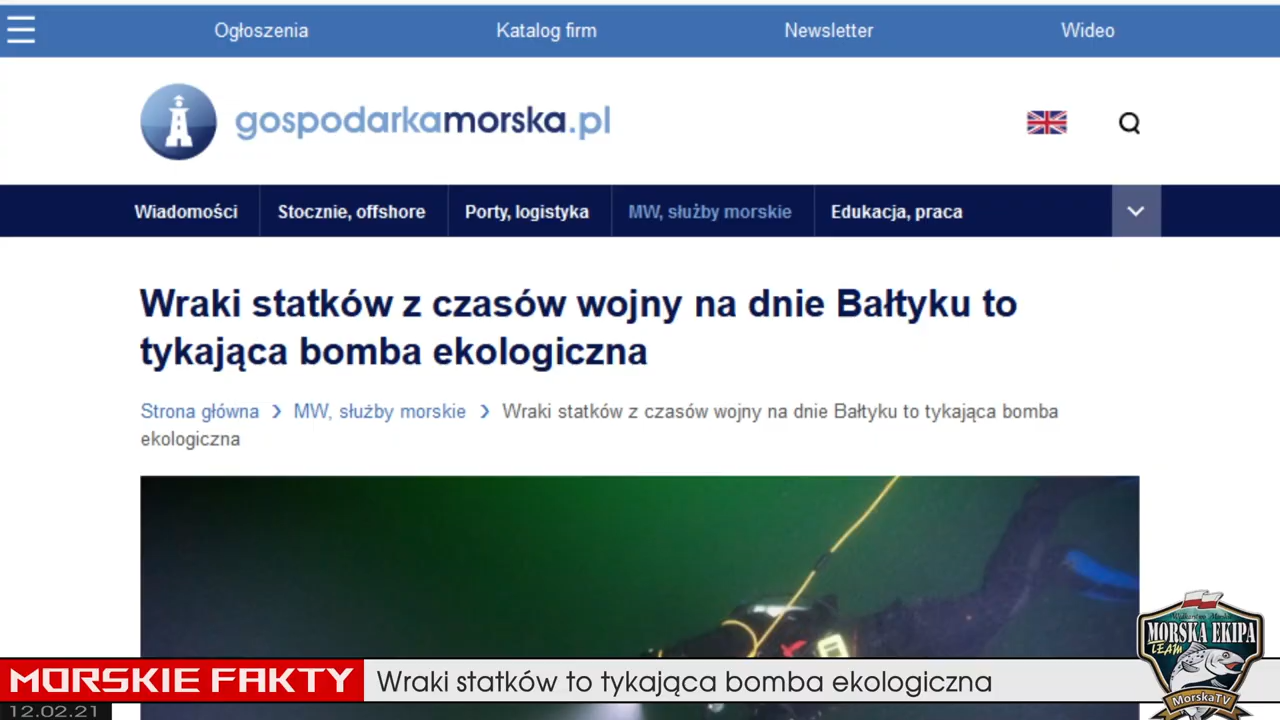 Ogłoszenia Katalog firm Newsletter Wideo
gospodarkamorska.pl
Wiadomości Stocznie, offshore Porty, logistyka MW, służby morskie Edukacja, praca
Wraki statków z czasów wojny na dnie Bałtyku to
tykająca bomba ekologiczna
Strona główna › MW, służby morskie › Wraki statków z czasów wojny na dnie Bałtyku to tykająca bomba
ekologiczna
MORSKIE FAKTY
Wraki statków to tykająca bomba ekologiczna
12.02.21
MORSKA EKIPA
TEAM
MorskaTV